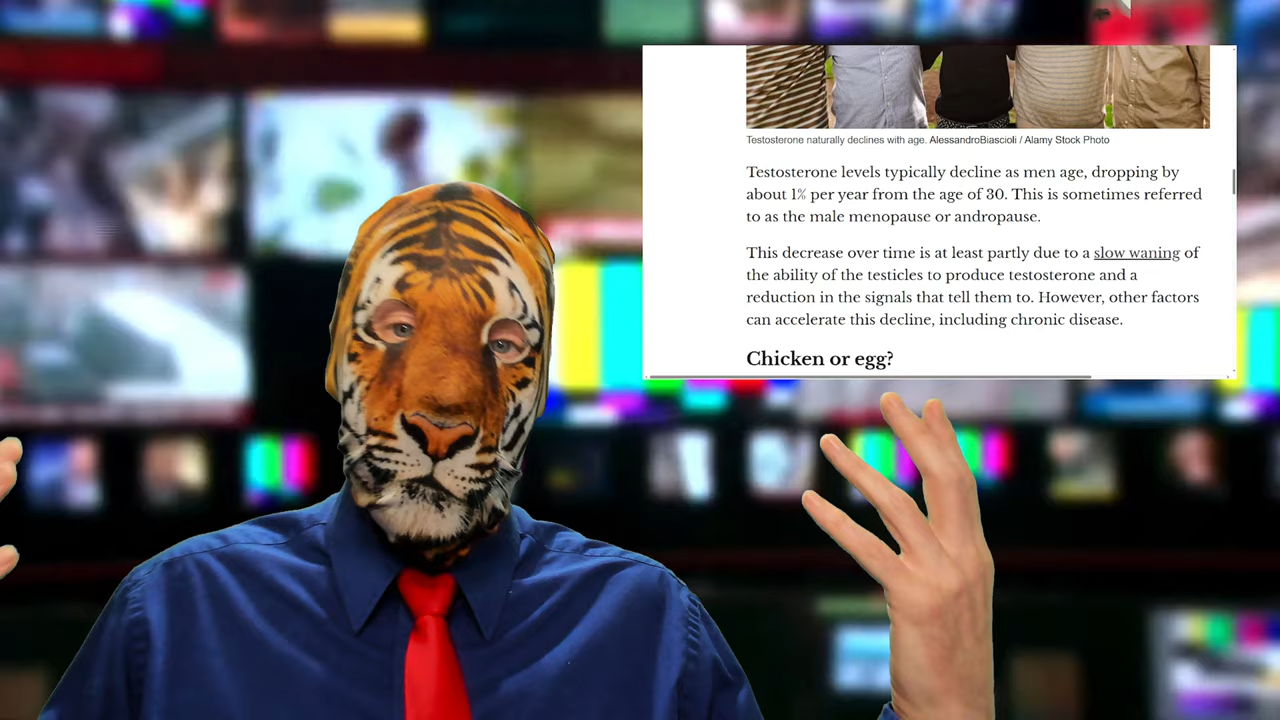 Testosterone naturally declines with age. AlessandroBiascioli / Alamy Stock Photo
Testosterone levels typically decline as men age, dropping by
about 1% per year from the age of 30. This is sometimes referred
to as the male menopause or andropause.
This decrease over time is at least partly due to a slow waning of
the ability of the testicles to produce testosterone and a
reduction in the signals that tell them to. However, other factors
can accelerate this decline, including chronic disease.
Chicken or egg?